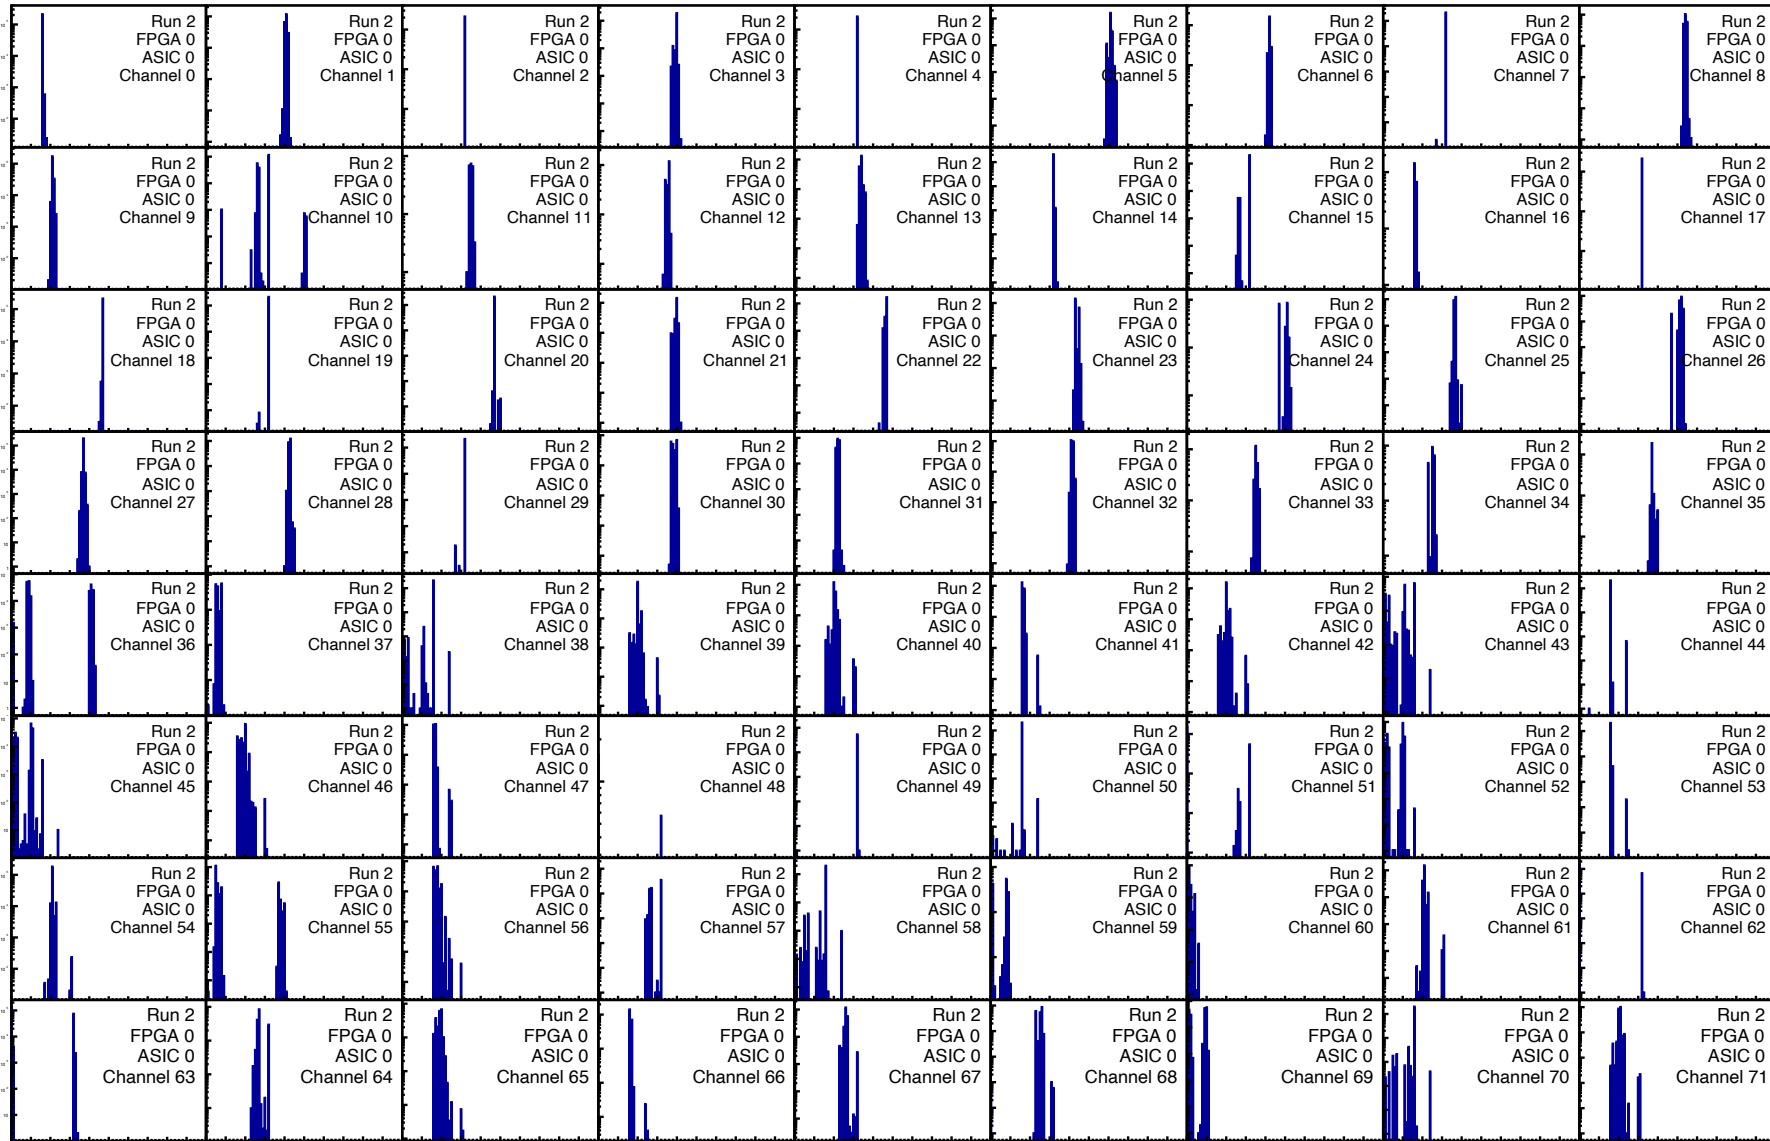 Run 2
FPGA 0
ASIC 0
Channel 0
Run 2
FPGA 0
ASIC 0
Channel 1
Run 2
FPGA 0
ASIC 0
Channel 2
Run 2
FPGA 0
ASIC 0
Channel 3
Run 2
FPGA 0
ASIC 0
Channel 4
Run 2
FPGA 0
ASIC 0
Channel 5
Run 2
FPGA 0
ASIC 0
Channel 6
Run 2
FPGA 0
ASIC 0
Channel 7
Run 2
FPGA 0
ASIC 0
Channel 8
Run 2
FPGA 0
ASIC 0
Channel 9
Run 2
FPGA 0
ASIC 0
Channel 10
Run 2
FPGA 0
ASIC 0
Channel 11
Run 2
FPGA 0
ASIC 0
Channel 12
Run 2
FPGA 0
ASIC 0
Channel 13
Run 2
FPGA 0
ASIC 0
Channel 14
Run 2
FPGA 0
ASIC 0
Channel 15
Run 2
FPGA 0
ASIC 0
Channel 16
Run 2
FPGA 0
ASIC 0
Channel 17
Run 2
FPGA 0
ASIC 0
Channel 18
Run 2
FPGA 0
ASIC 0
Channel 19
Run 2
FPGA 0
ASIC 0
Channel 20
Run 2
FPGA 0
ASIC 0
Channel 21
Run 2
FPGA 0
ASIC 0
Channel 22
Run 2
FPGA 0
ASIC 0
Channel 23
Run 2
FPGA 0
ASIC 0
Channel 24
Run 2
FPGA 0
ASIC 0
Channel 25
Run 2
FPGA 0
ASIC 0
Channel 26
Run 2
FPGA 0
ASIC 0
Channel 27
Run 2
FPGA 0
ASIC 0
Channel 28
Run 2
FPGA 0
ASIC 0
Channel 29
Run 2
FPGA 0
ASIC 0
Channel 30
Run 2
FPGA 0
ASIC 0
Channel 31
Run 2
FPGA 0
ASIC 0
Channel 32
Run 2
FPGA 0
ASIC 0
Channel 33
Run 2
FPGA 0
ASIC 0
Channel 34
Run 2
FPGA 0
ASIC 0
Channel 35
Run 2
FPGA 0
ASIC 0
Channel 36
Run 2
FPGA 0
ASIC 0
Channel 37
Run 2
FPGA 0
ASIC 0
Channel 38
Run 2
FPGA 0
ASIC 0
Channel 39
Run 2
FPGA 0
ASIC 0
Channel 40
Run 2
FPGA 0
ASIC 0
Channel 41
Run 2
FPGA 0
ASIC 0
Channel 42
Run 2
FPGA 0
ASIC 0
Channel 43
Run 2
FPGA 0
ASIC 0
Channel 44
Run 2
FPGA 0
ASIC 0
Channel 45
Run 2
FPGA 0
ASIC 0
Channel 46
Run 2
FPGA 0
ASIC 0
Channel 47
Run 2
FPGA 0
ASIC 0
Channel 48
Run 2
FPGA 0
ASIC 0
Channel 49
Run 2
FPGA 0
ASIC 0
Channel 50
Run 2
FPGA 0
ASIC 0
Channel 51
Run 2
FPGA 0
ASIC 0
Channel 52
Run 2
FPGA 0
ASIC 0
Channel 53
Run 2
FPGA 0
ASIC 0
Channel 54
Run 2
FPGA 0
ASIC 0
Channel 55
Run 2
FPGA 0
ASIC 0
Channel 56
Run 2
FPGA 0
ASIC 0
Channel 57
Run 2
FPGA 0
ASIC 0
Channel 58
Run 2
FPGA 0
ASIC 0
Channel 59
Run 2
FPGA 0
ASIC 0
Channel 60
Run 2
FPGA 0
ASIC 0
Channel 61
Run 2
FPGA 0
ASIC 0
Channel 62
Run 2
FPGA 0
ASIC 0
Channel 63
Run 2
FPGA 0
ASIC 0
Channel 64
Run 2
FPGA 0
ASIC 0
Channel 65
Run 2
FPGA 0
ASIC 0
Channel 66
Run 2
FPGA 0
ASIC 0
Channel 67
Run 2
FPGA 0
ASIC 0
Channel 68
Run 2
FPGA 0
ASIC 0
Channel 69
Run 2
FPGA 0
ASIC 0
Channel 70
Run 2
FPGA 0
ASIC 0
Channel 71